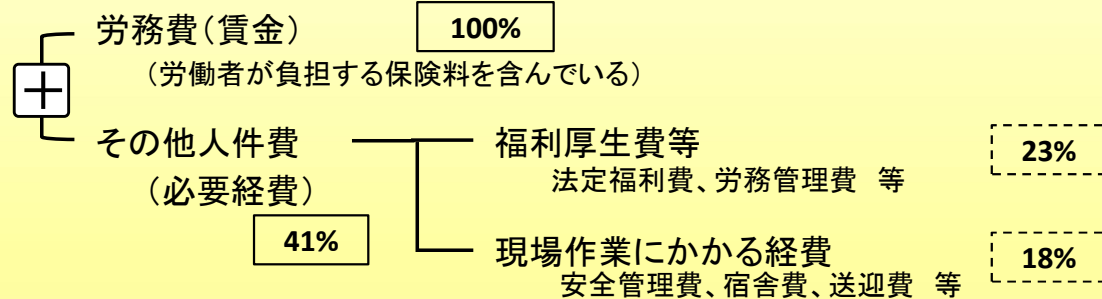 労務費（賃金） 100%
（労働者が負担する保険料を含んでいる）
＋
その他人件費 福利厚生費等 23%
（必要経費） 法定福利費、労務管理費　等
41%
現場作業にかかる経費 18%
安全管理費、宿舎費、送迎費　等